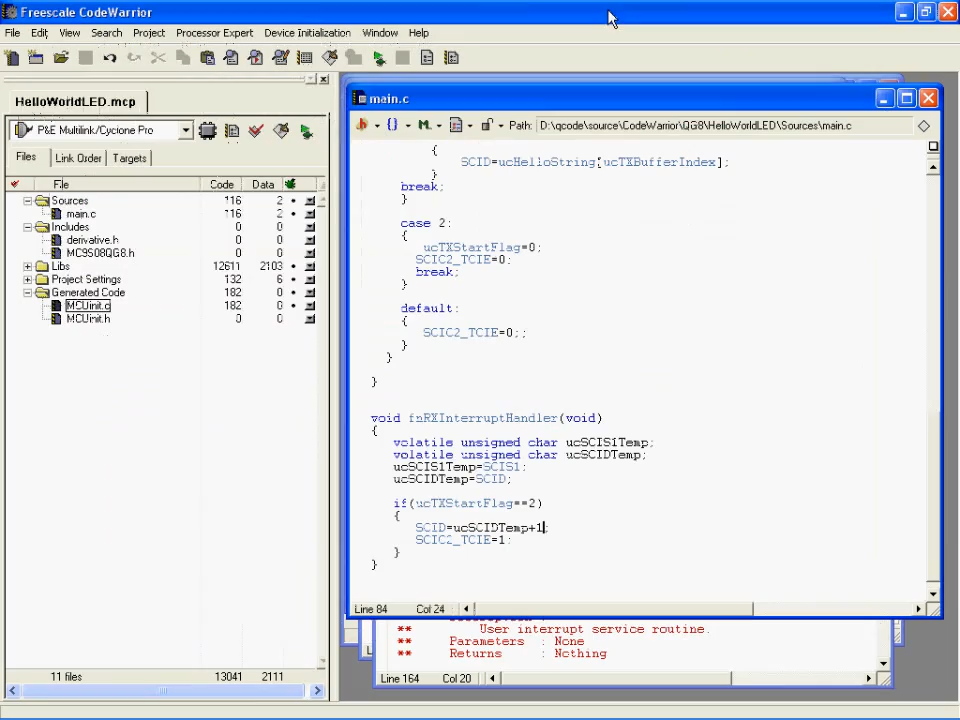 Freescale CodeWarrior
File Edit View Search Project Processor Expert Device Initialization Window Help
HelloWorldLED.mcp
P&E Multilink/Cyclone Pro
Files Link Order Targets
File Code Data
Sources 116 2
main.c 116 2
Includes 0 0
derivative.h 0 0
MC9S08QG8.h 0 0
Libs 12611 2103
Project Settings 132 6
Generated Code 182 0
MCUinit.c 182 0
MCUinit.h 0 0
11 files 13041 2111
main.c
Path: D:\qcode\source\CodeWarrior\QG8\HelloWorldLED\Sources\main.c
{
SCID=ucHelloString[ucTXBufferIndex];
}
break;
}
case 2:
{
ucTXStartFlag=0;
SCIC2_TCIE=0;
break;
}
default:
{
SCIC2_TCIE=0;;
}
}
}
void fnRXInterruptHandler(void)
{
volatile unsigned char ucSCIS1Temp;
volatile unsigned char ucSCIDTemp;
ucSCIS1Temp=SCIS1;
ucSCIDTemp=SCID;
if(ucTXStartFlag==2)
{
SCID=ucSCIDTemp+1;
SCIC2_TCIE=1;
}
}
Line 84 Col 24
** User interrupt service routine.
** Parameters : None
** Returns : Nothing
Line 164 Col 20